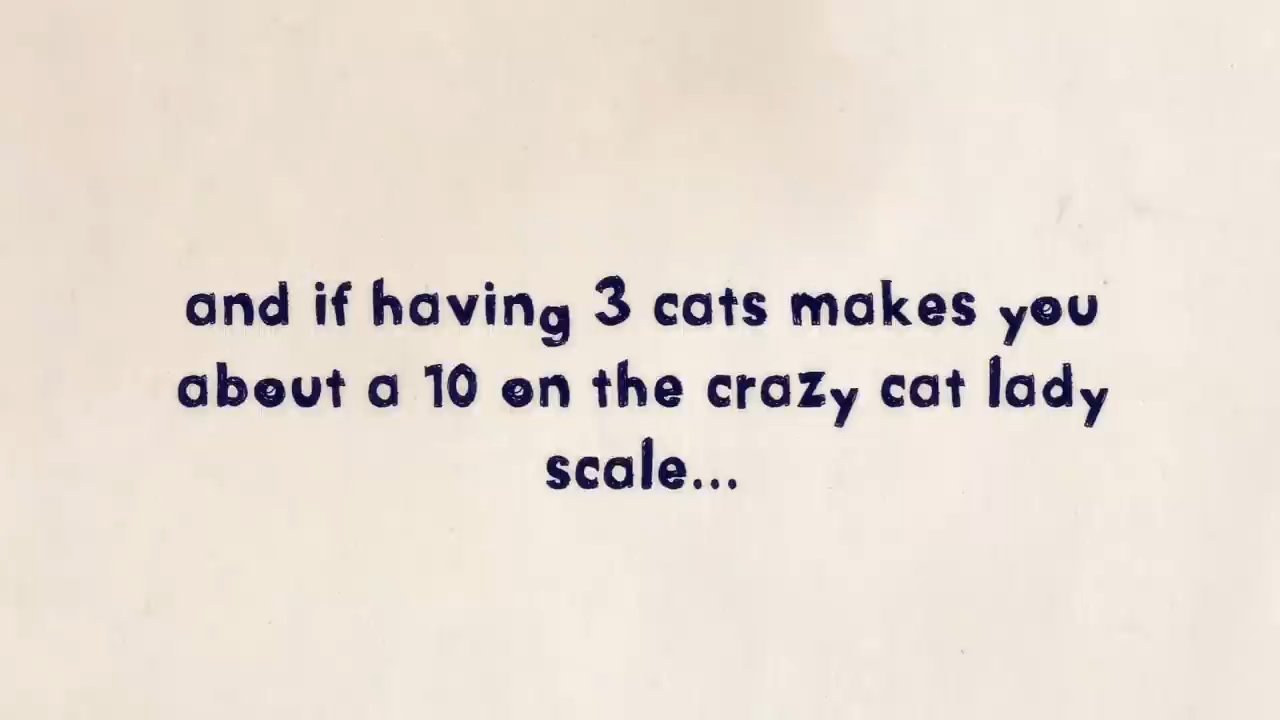 and if having 3 cats makes you
about a 10 on the crazy cat lady
scale...